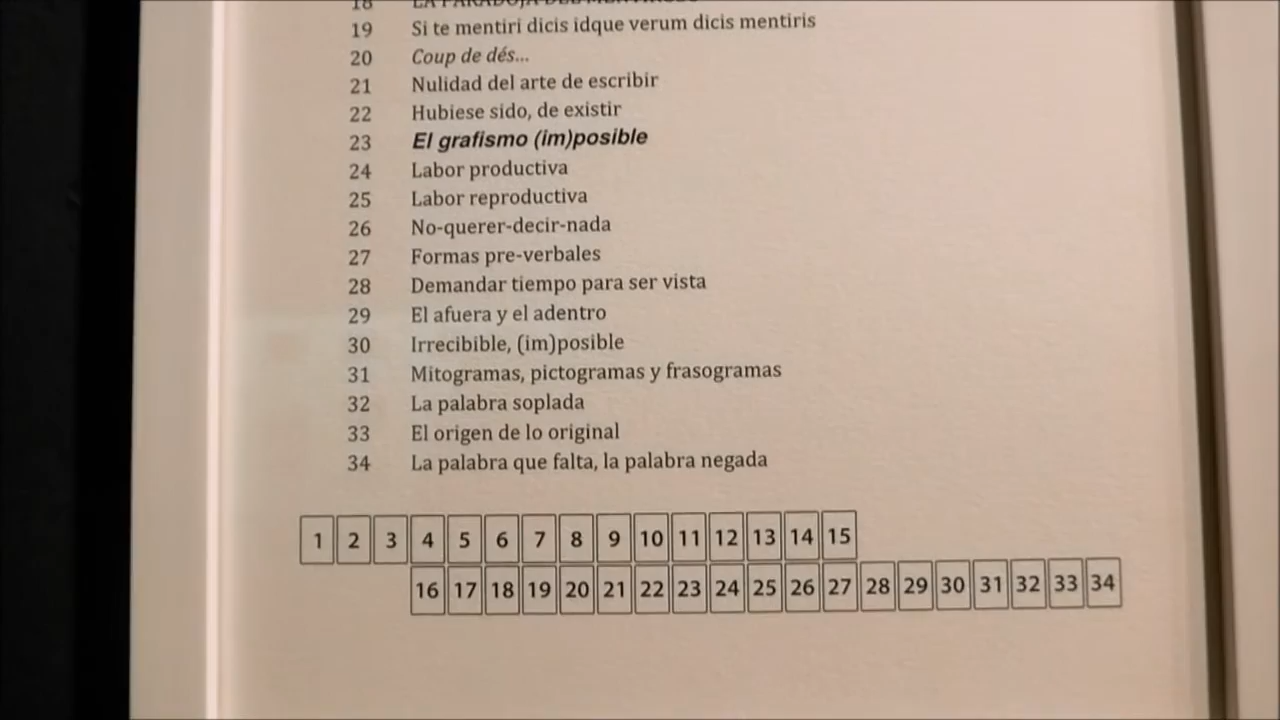 18 LA PARADOJA DEL MENTIROSO
19 Si te mentiri dicis idque verum dicis mentiris
20 Coup de dés...
21 Nulidad del arte de escribir
22 Hubiese sido, de existir
23 El grafismo (im)posible
24 Labor productiva
25 Labor reproductiva
26 No-querer-decir-nada
27 Formas pre-verbales
28 Demandar tiempo para ser vista
29 El afuera y el adentro
30 Irrecibible, (im)posible
31 Mitogramas, pictogramas y frasogramas
32 La palabra soplada
33 El origen de lo original
34 La palabra que falta, la palabra negada
1 2 3 4 5 6 7 8 9 10 11 12 13 14 15
16 17 18 19 20 21 22 23 24 25 26 27 28 29 30 31 32 33 34